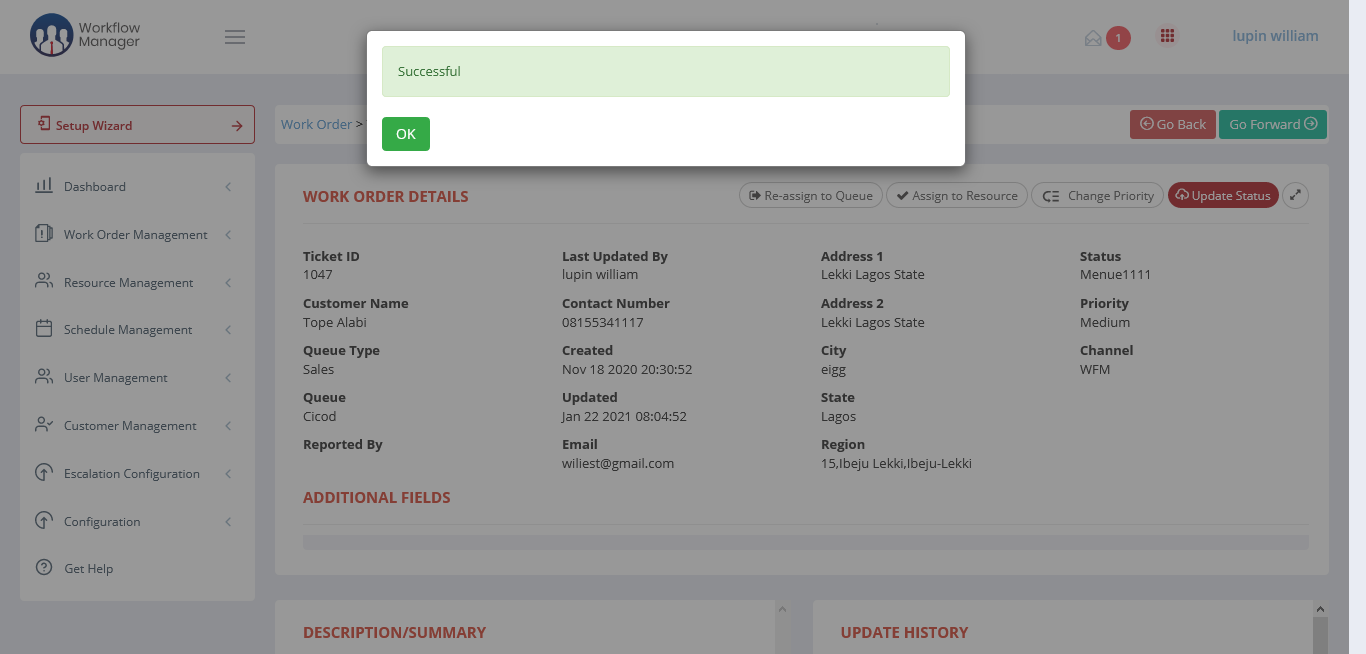 Workflow
Manager
1
lupin william
Successful
OK
Setup Wizard
Work Order >
Go Back
Go Forward
Dashboard
Work Order Management
Resource Management
Schedule Management
User Management
Customer Management
Escalation Configuration
Configuration
Get Help
WORK ORDER DETAILS
Re-assign to Queue
Assign to Resource
Change Priority
Update Status
Ticket ID
1047
Customer Name
Tope Alabi
Queue Type
Sales
Queue
Cicod
Reported By
Last Updated By
lupin william
Contact Number
08155341117
Created
Nov 18 2020 20:30:52
Updated
Jan 22 2021 08:04:52
Email
wiliest@gmail.com
Address 1
Lekki Lagos State
Address 2
Lekki Lagos State
City
eigg
State
Lagos
Region
15,Ibeju Lekki,Ibeju-Lekki
Status
Menue1111
Priority
Medium
Channel
WFM
ADDITIONAL FIELDS
DESCRIPTION/SUMMARY
UPDATE HISTORY